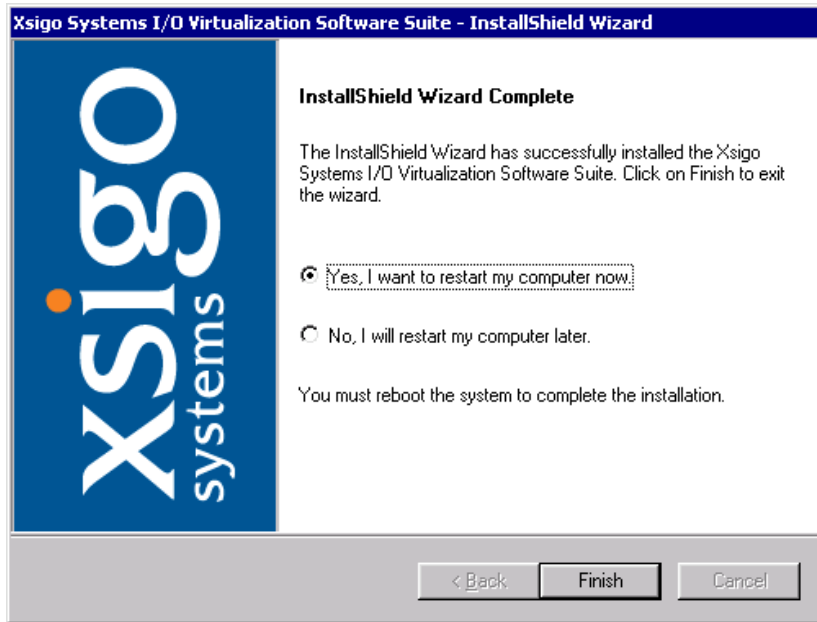 Xsigo Systems I/O Virtualization Software Suite - InstallShield Wizard
xsigo
systems
InstallShield Wizard Complete
The InstallShield Wizard has successfully installed the Xsigo
Systems I/O Virtualization Software Suite. Click on Finish to exit
the wizard.
Yes, I want to restart my computer now.
No, I will restart my computer later.
You must reboot the system to complete the installation.
< Back
Finish
Cancel